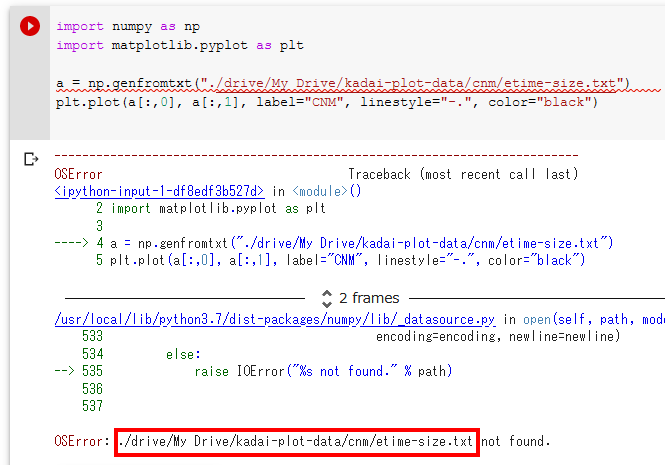 import numpy as np
import matplotlib.pyplot as plt
a = np.genfromtxt("./drive/My Drive/kadai-plot-data/cnm/etime-size.txt")
plt.plot(a[:,0], a[:,1], label="CNM", linestyle="-.", color="black")
---------------------------------------------------------------------------
OSError Traceback (most recent call last)
<ipython-input-1-df8edf3b527d> in <module>()
2 import matplotlib.pyplot as plt
3
----> 4 a = np.genfromtxt("./drive/My Drive/kadai-plot-data/cnm/etime-size.txt")
5 plt.plot(a[:,0], a[:,1], label="CNM", linestyle="-.", color="black")
2 frames
/usr/local/lib/python3.7/dist-packages/numpy/lib/_datasource.py in open(self, path, mod
533 encoding=encoding, newline=newline)
534 else:
--> 535 raise IOError("%s not found." % path)
536
537
OSError: ./drive/My Drive/kadai-plot-data/cnm/etime-size.txt not found.